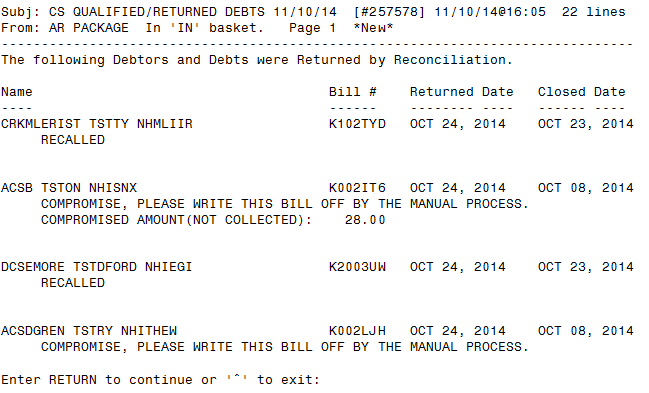 Subj: CS QUALIFIED/RETURNED DEBTS 11/10/14  [#257578] 11/10/14@16:05  22 lines
From: AR PACKAGE  In 'IN' basket.   Page 1  *New*
-------------------------------------------------------------------------------
The following Debtors and Debts were Returned by Reconciliation.

Name                                     Bill #    Returned Date   Closed Date
----                                     ------    -------- ----   ------ ----
CRKMLERIST TSTTY NHMLIIR                 K102TYD   OCT 24, 2014    OCT 23, 2014
     RECALLED

ACSB TSTON NHISNX                        K002IT6   OCT 24, 2014    OCT 08, 2014
     COMPROMISE, PLEASE WRITE THIS BILL OFF BY THE MANUAL PROCESS.
     COMPROMISED AMOUNT(NOT COLLECTED):    28.00

DCSEMORE TSTDFORD NHIEGI                 K2003UW   OCT 24, 2014    OCT 23, 2014
     RECALLED

ACSDGREN TSTRY NHITHEW                   K002LJH   OCT 24, 2014    OCT 08, 2014
     COMPROMISE, PLEASE WRITE THIS BILL OFF BY THE MANUAL PROCESS.

Enter RETURN to continue or '^' to exit: